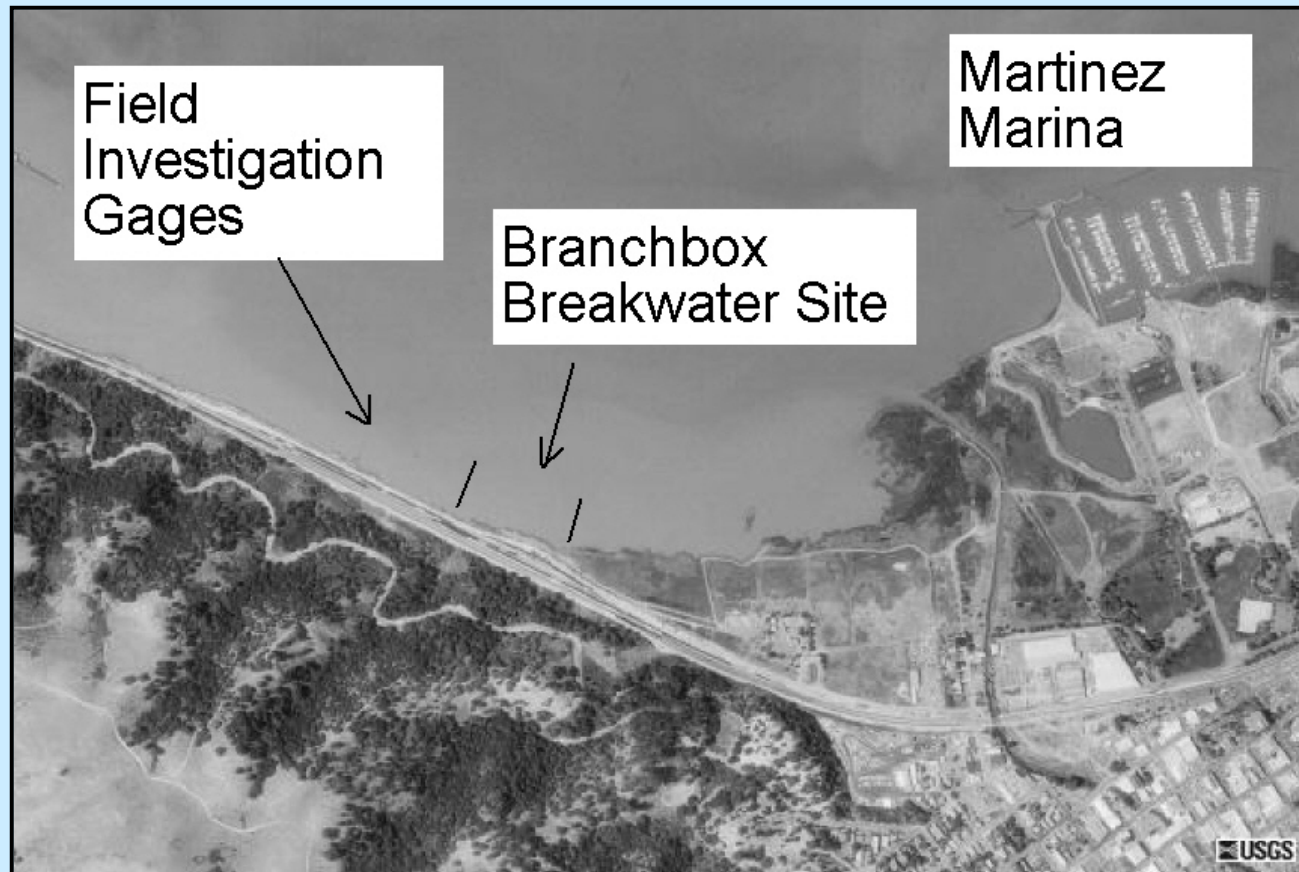 Field
Investigation
Gages
Branchbox
Breakwater Site
Martinez
Marina
USGS